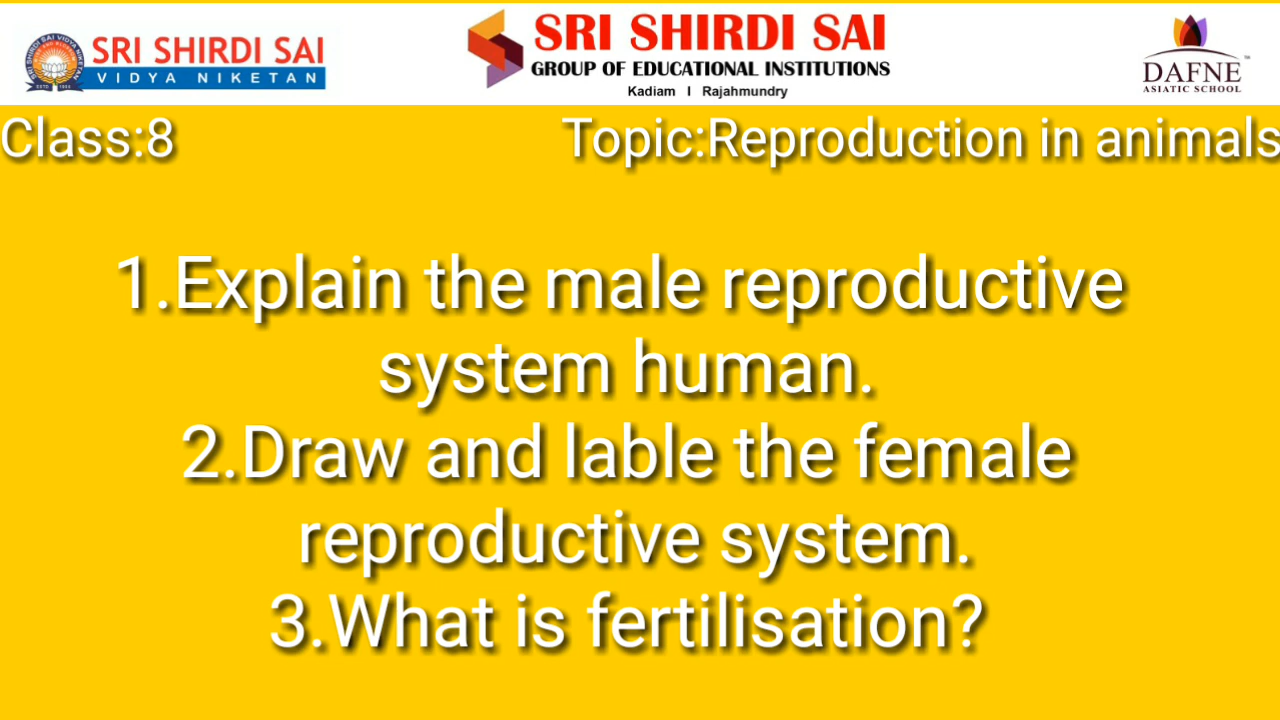 SRI SHIRDI SAI
VIDYA NIKETAN
SRI SHIRDI SAI
GROUP OF EDUCATIONAL INSTITUTIONS
Kadiam I Rajahmundry
DAFNE
ASIATIC SCHOOL
Class:8
Topic:Reproduction in animals
1.Explain the male reproductive
system human.
2.Draw and lable the female
reproductive system.
3.What is fertilisation?